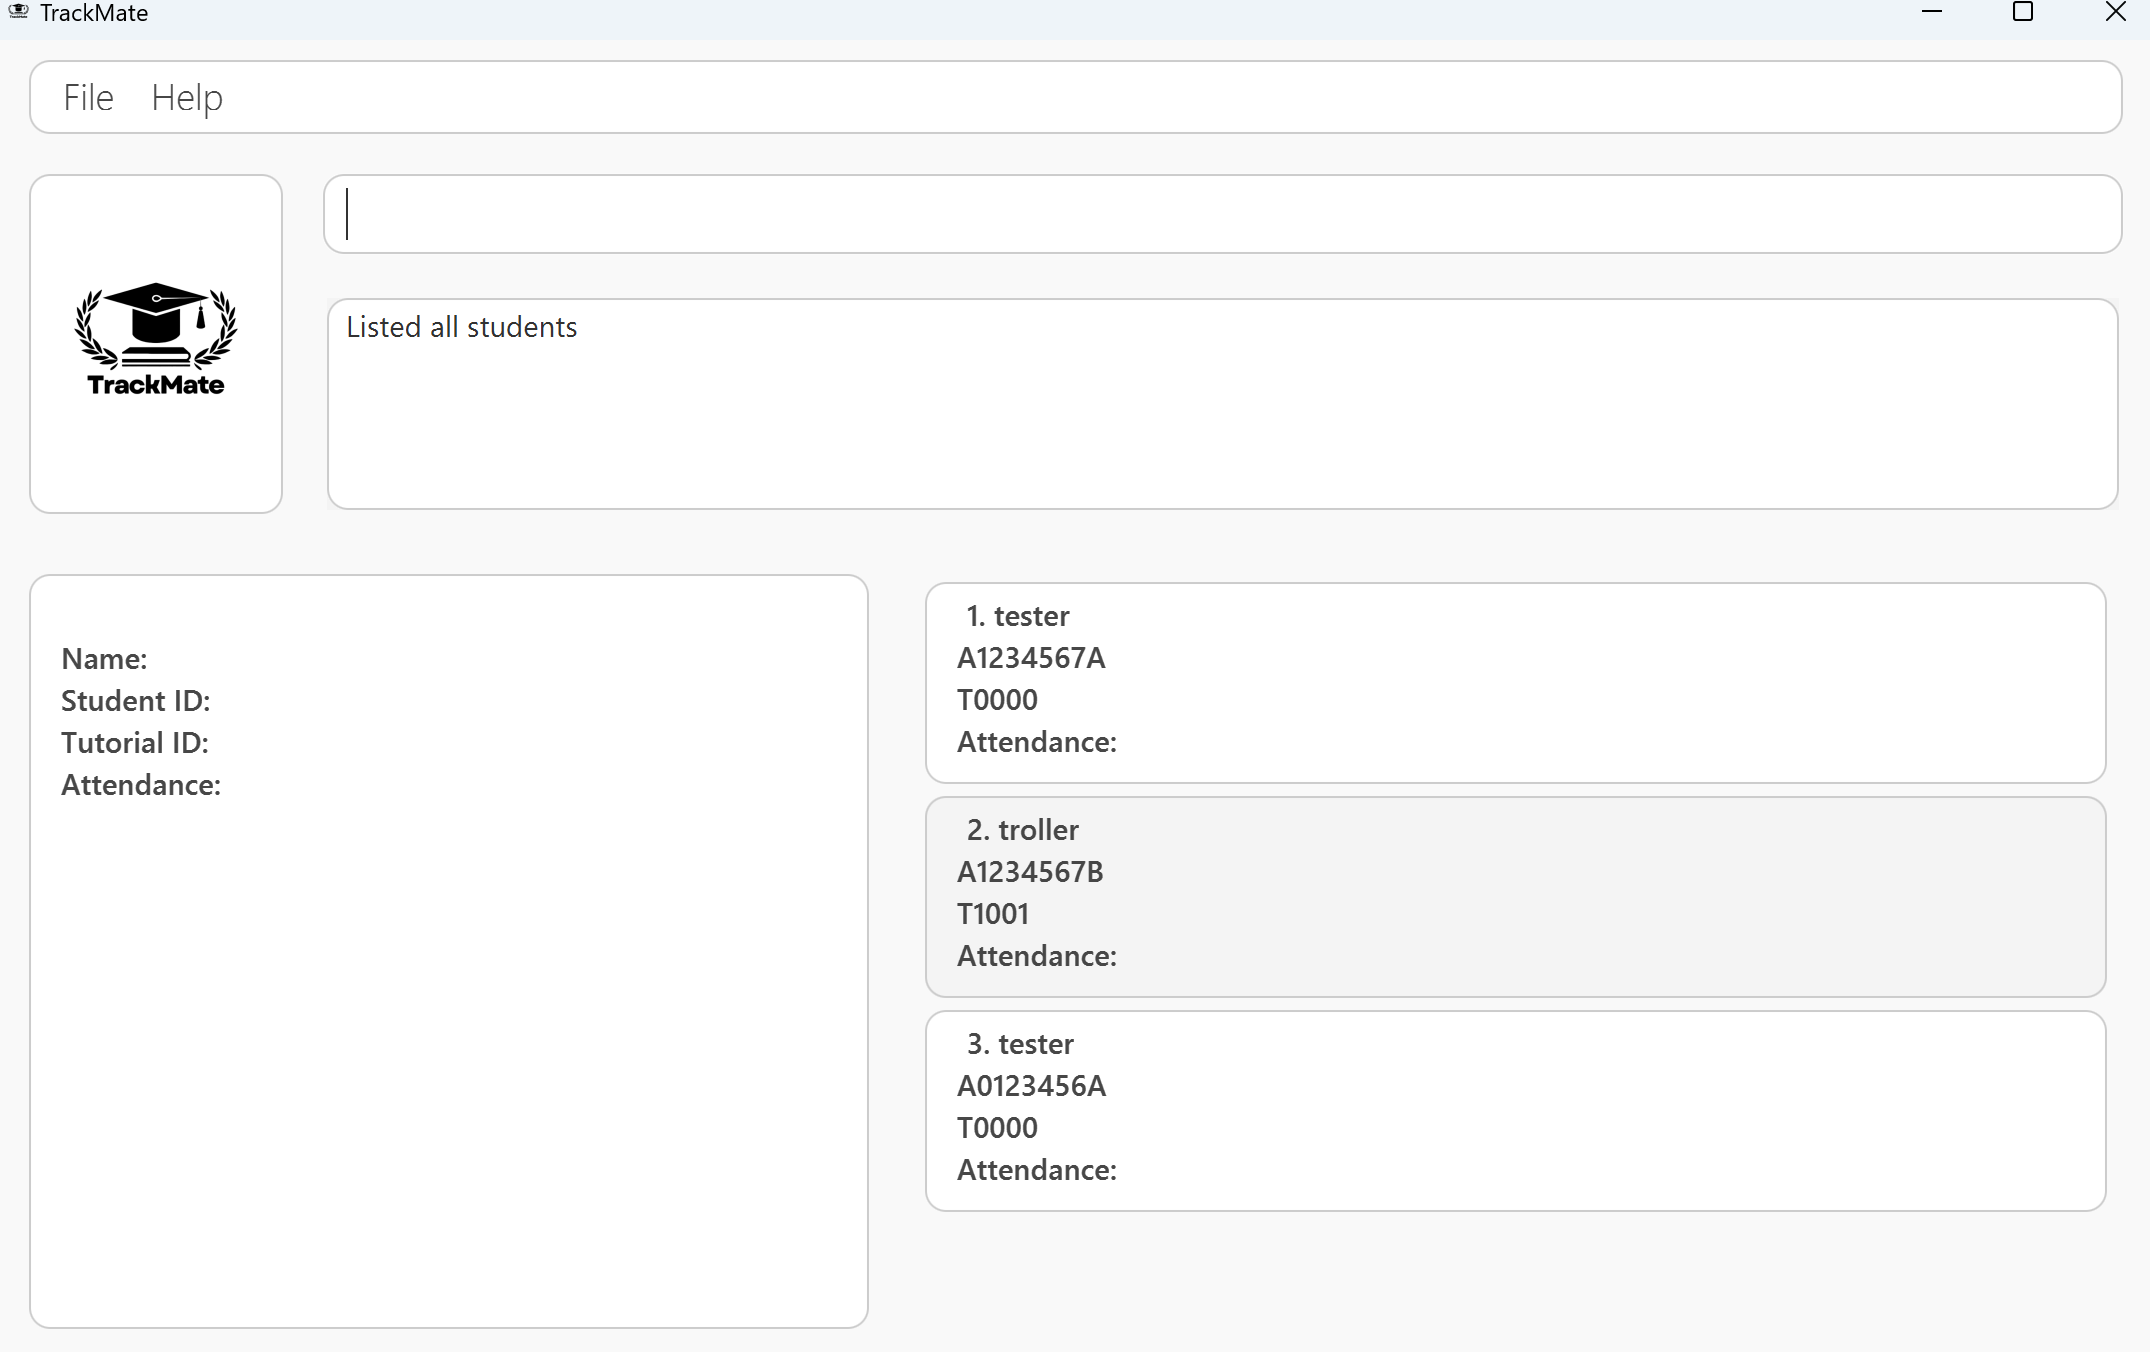 TrackMate
File Help
TrackMate
Listed all students
Name:
Student ID:
Tutorial ID:
Attendance:
1. tester
A1234567A
T0000
Attendance:
2. troller
A1234567B
T1001
Attendance:
3. tester
A0123456A
T0000
Attendance: